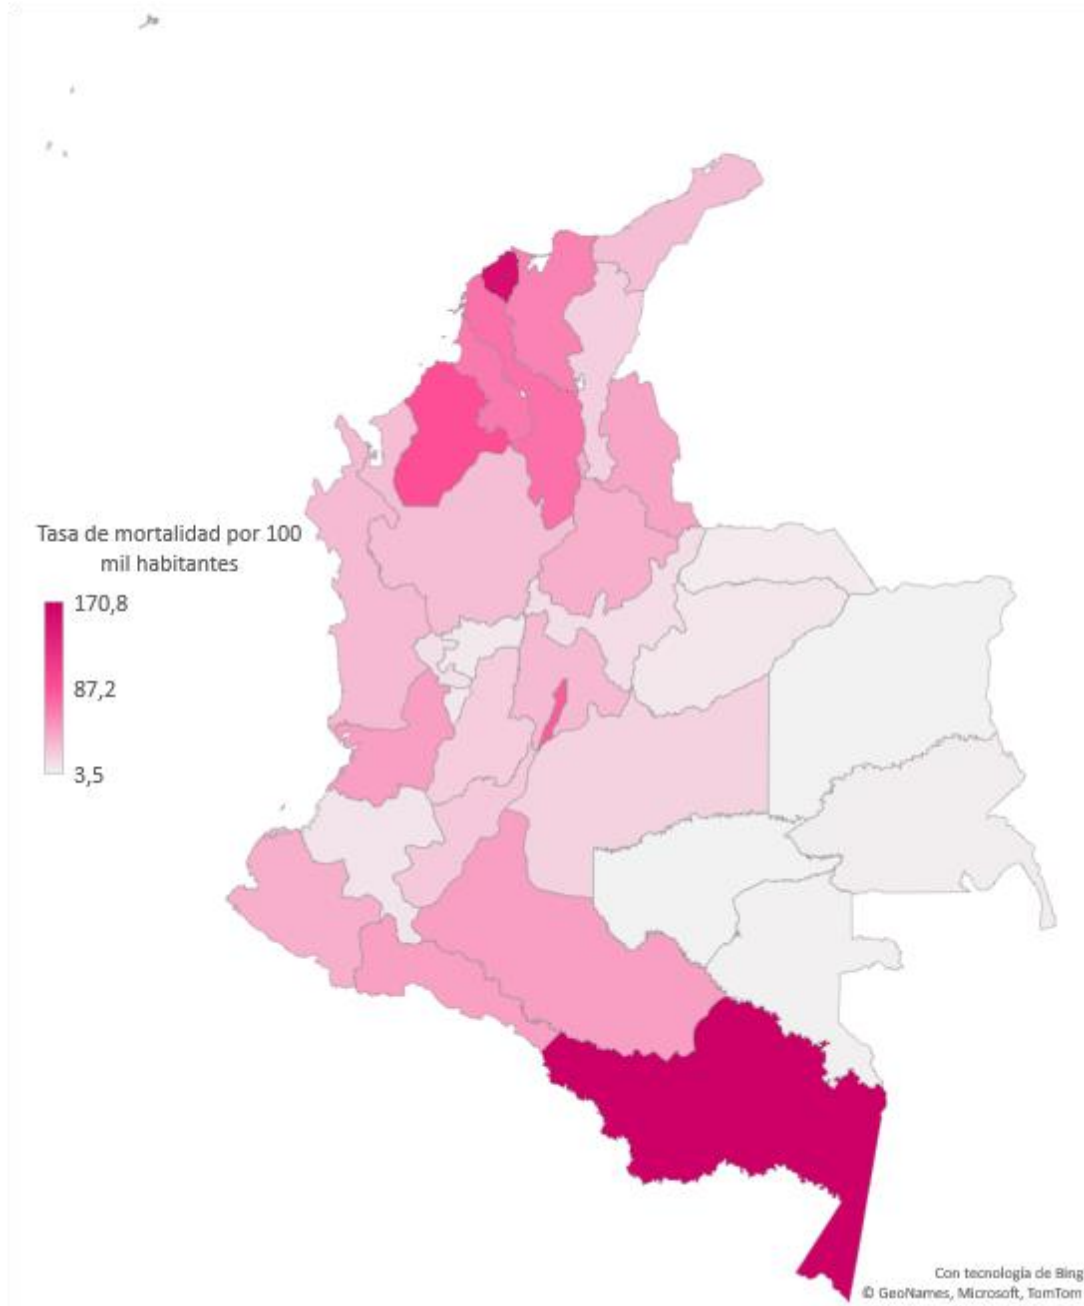 Tasa de mortalidad por 100
mil habitantes
170,8
87,2
3,5
Con tecnología de Bing
© GeoNames, Microsoft, TomTom